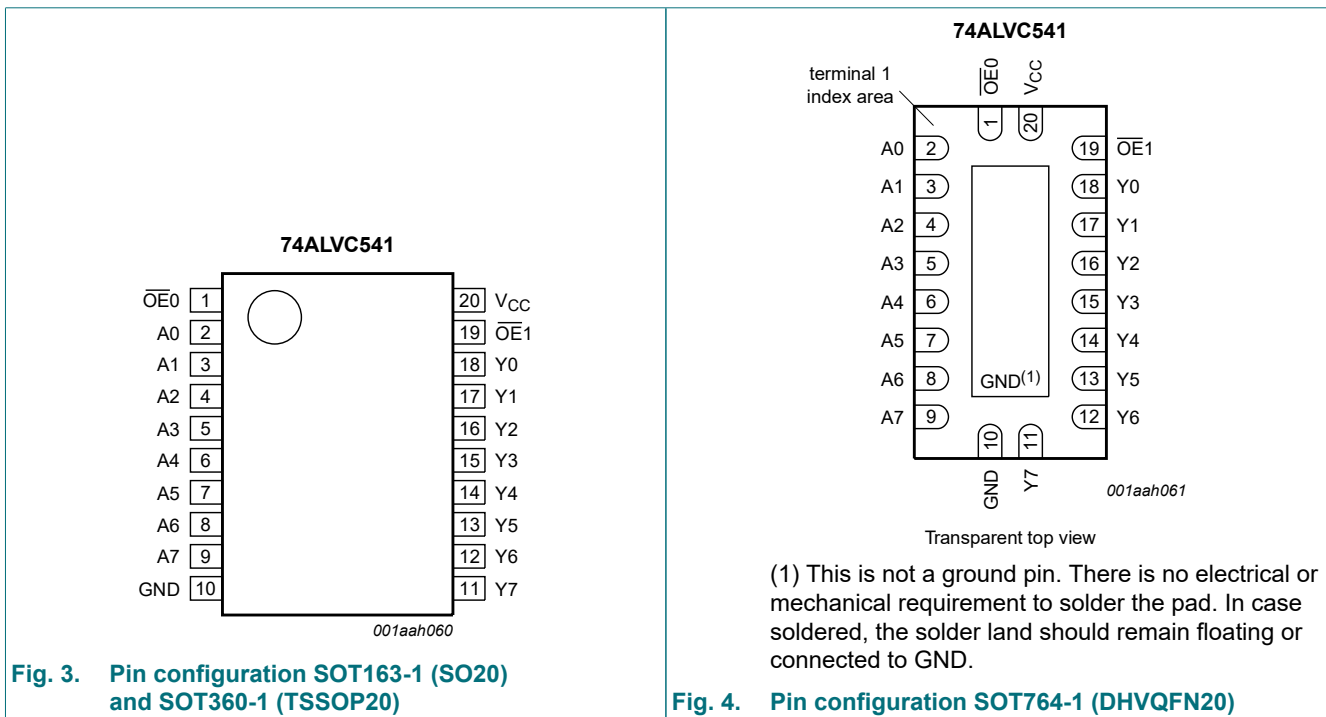 74ALVC541
OE0 1
A0 2
A1 3
A2 4
A3 5
A4 6
A5 7
A6 8
A7 9
GND 10
20 VCC
19 OE1
18 Y0
17 Y1
16 Y2
15 Y3
14 Y4
13 Y5
12 Y6
11 Y7
001aah060
Fig. 3. Pin configuration SOT163-1 (SO20)
and SOT360-1 (TSSOP20)
74ALVC541
terminal 1
index area
OE0
VCC
1
20
A0 2
A1 3
A2 4
A3 5
A4 6
A5 7
A6 8
A7 9
19 OE1
18 Y0
17 Y1
16 Y2
15 Y3
14 Y4
13 Y5
12 Y6
GND(1)
10
11
GND
Y7
001aah061
Transparent top view
(1) This is not a ground pin. There is no electrical or
mechanical requirement to solder the pad. In case
soldered, the solder land should remain floating or
connected to GND.
Fig. 4. Pin configuration SOT764-1 (DHVQFN20)